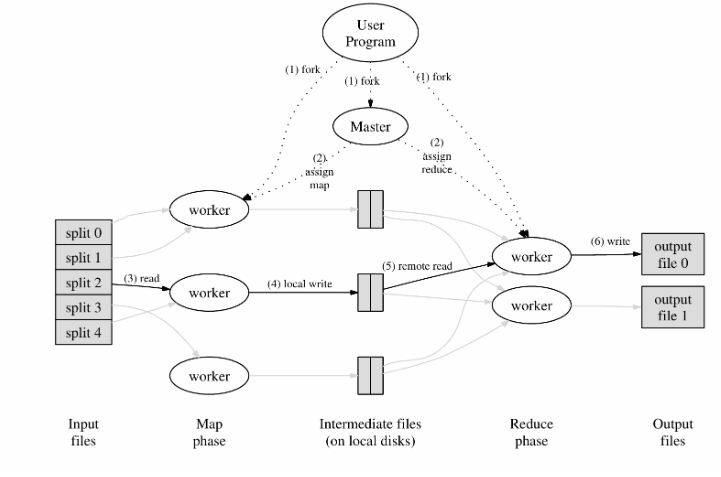 User
Program
(1) fork
(1) fork
(1) fork
Master
(2)
assign
map
(2)
assign
reduce
worker
split 0
split 1
split 2
split 3
split 4
(3) read
worker
(4) local write
(5) remote read
worker
(6) write
output
file 0
worker
output
file 1
worker
Input
files
Map
phase
Intermediate files
(on local disks)
Reduce
phase
Output
files